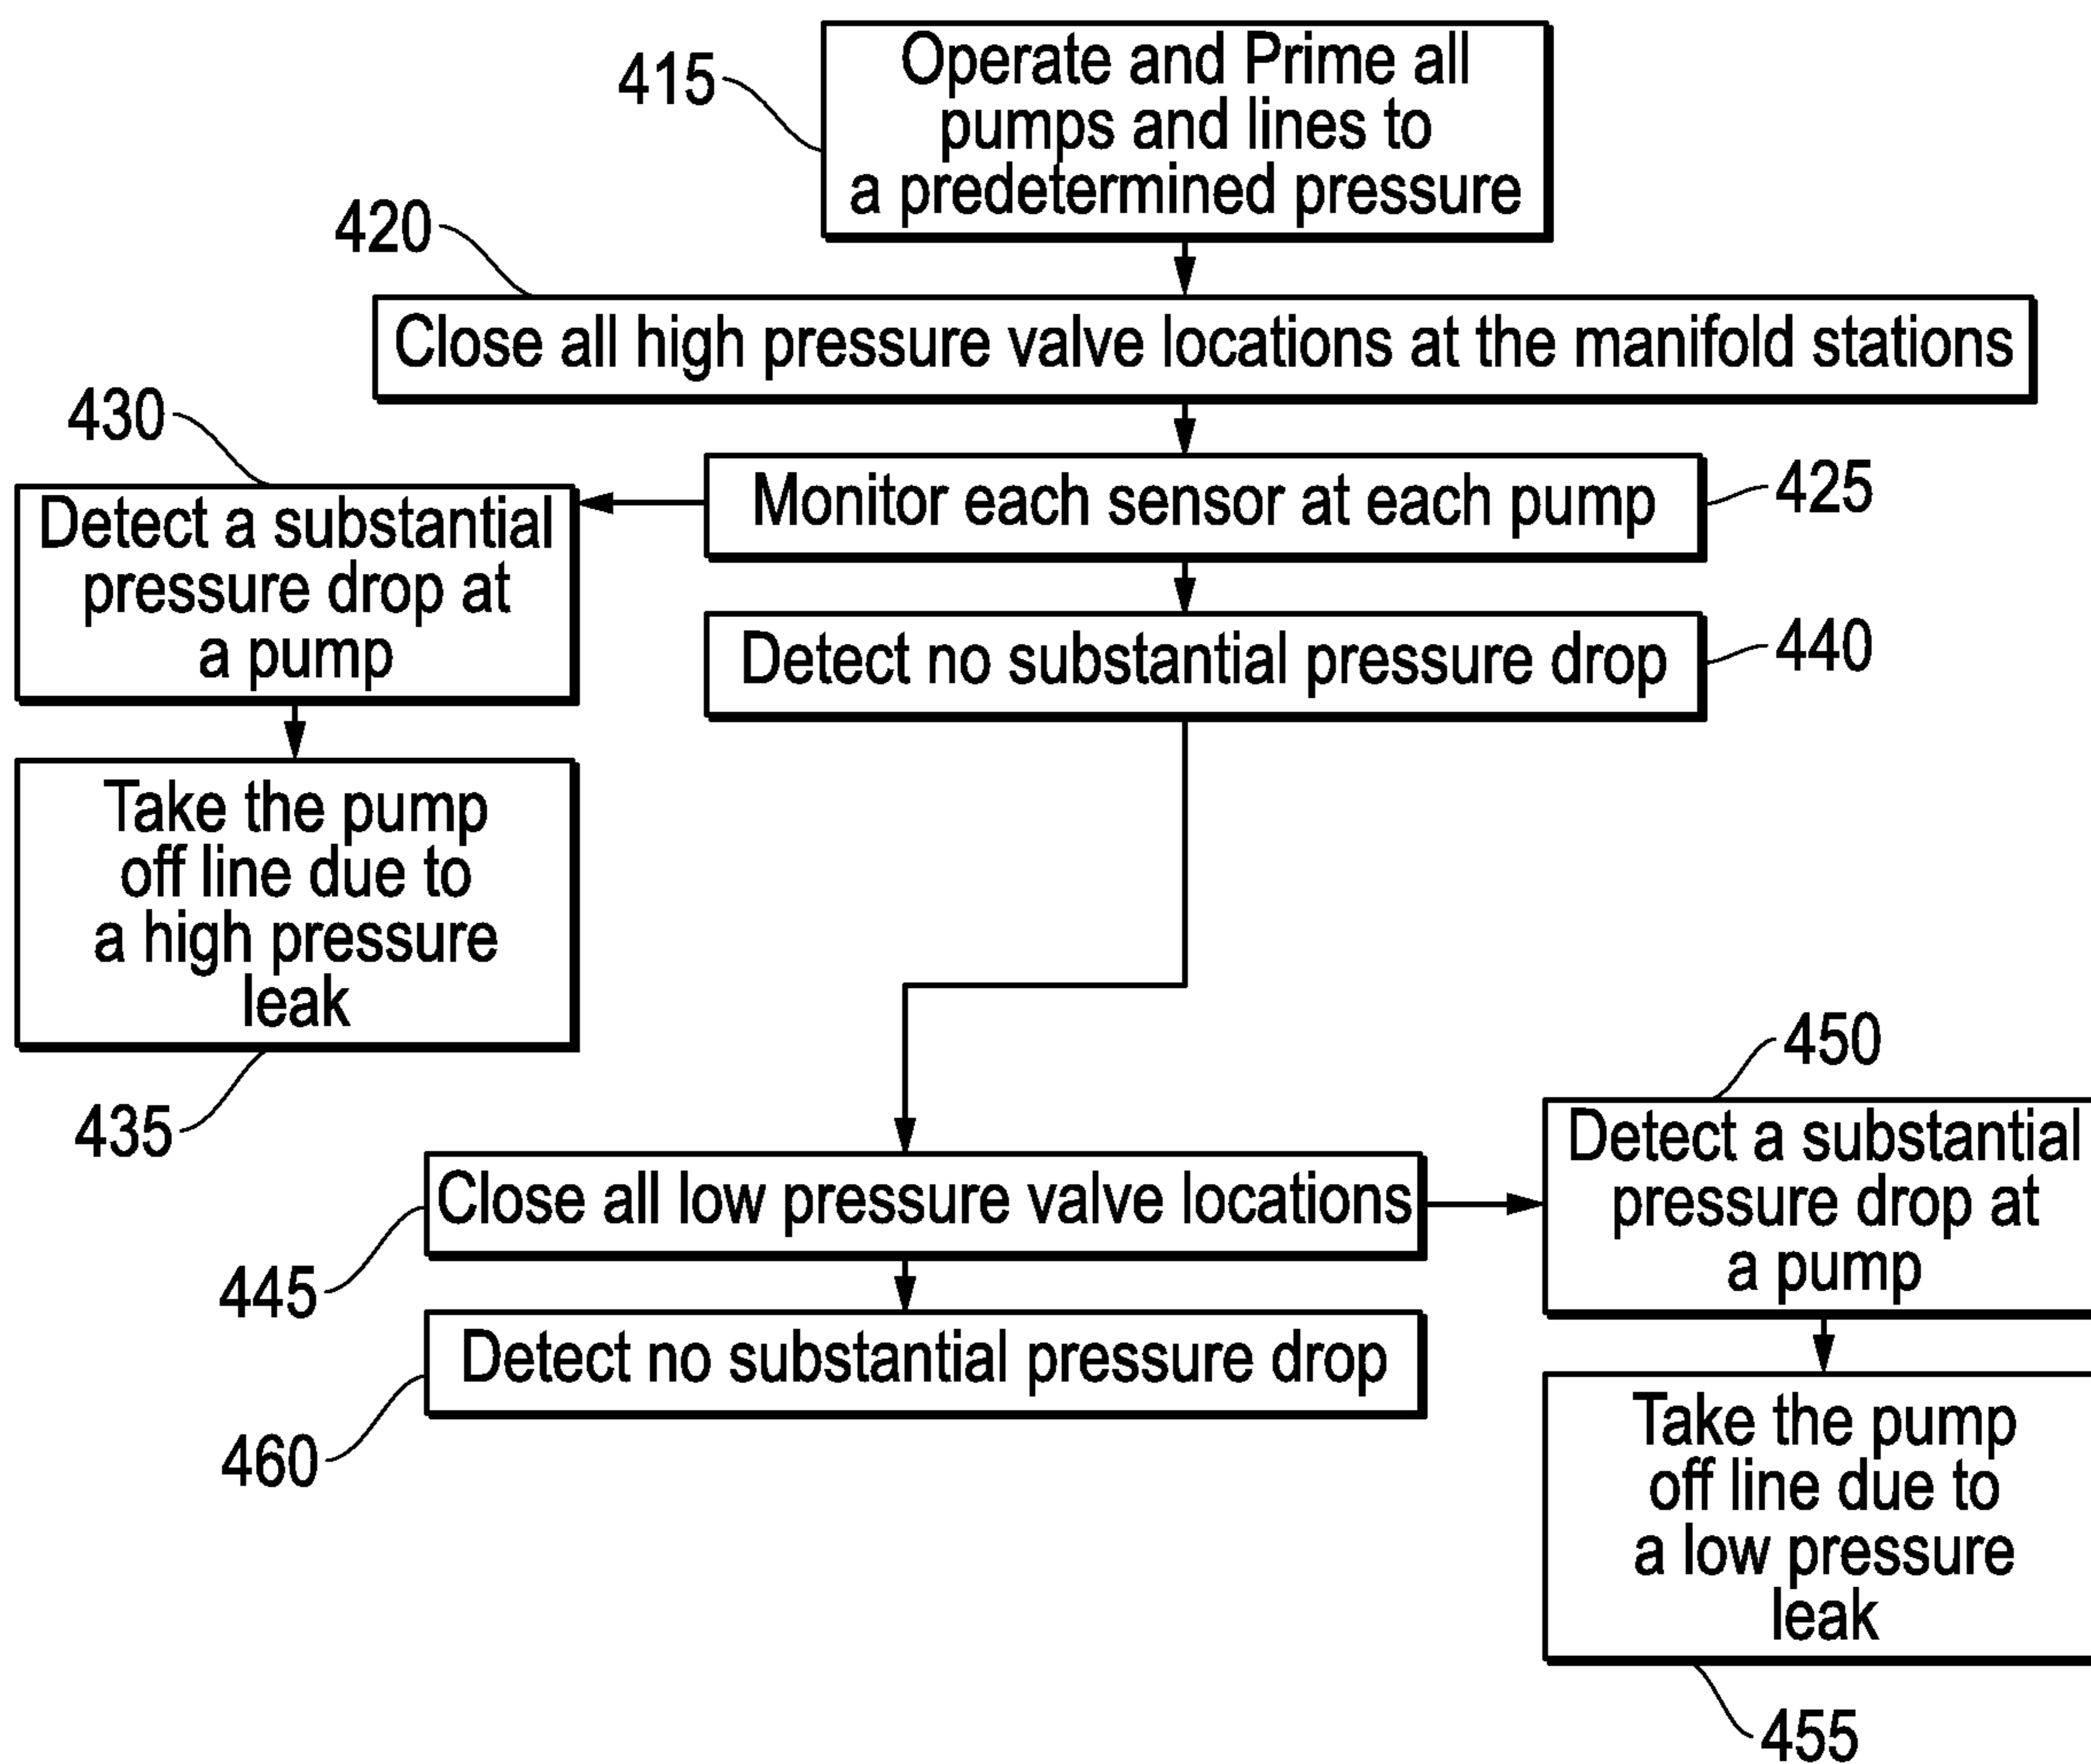 415
Operate and Prime all
pumps and lines to
a predetermined pressure
420
Close all high pressure valve locations at the manifold stations
430
Monitor each sensor at each pump
425
Detect a substantial
pressure drop at
a pump
Detect no substantial pressure drop
440
Take the pump
off line due to
a high pressure
leak
435
450
Close all low pressure valve locations
445
Detect a substantial
pressure drop at
a pump
Detect no substantial pressure drop
460
Take the pump
off line due to
a low pressure
leak
455